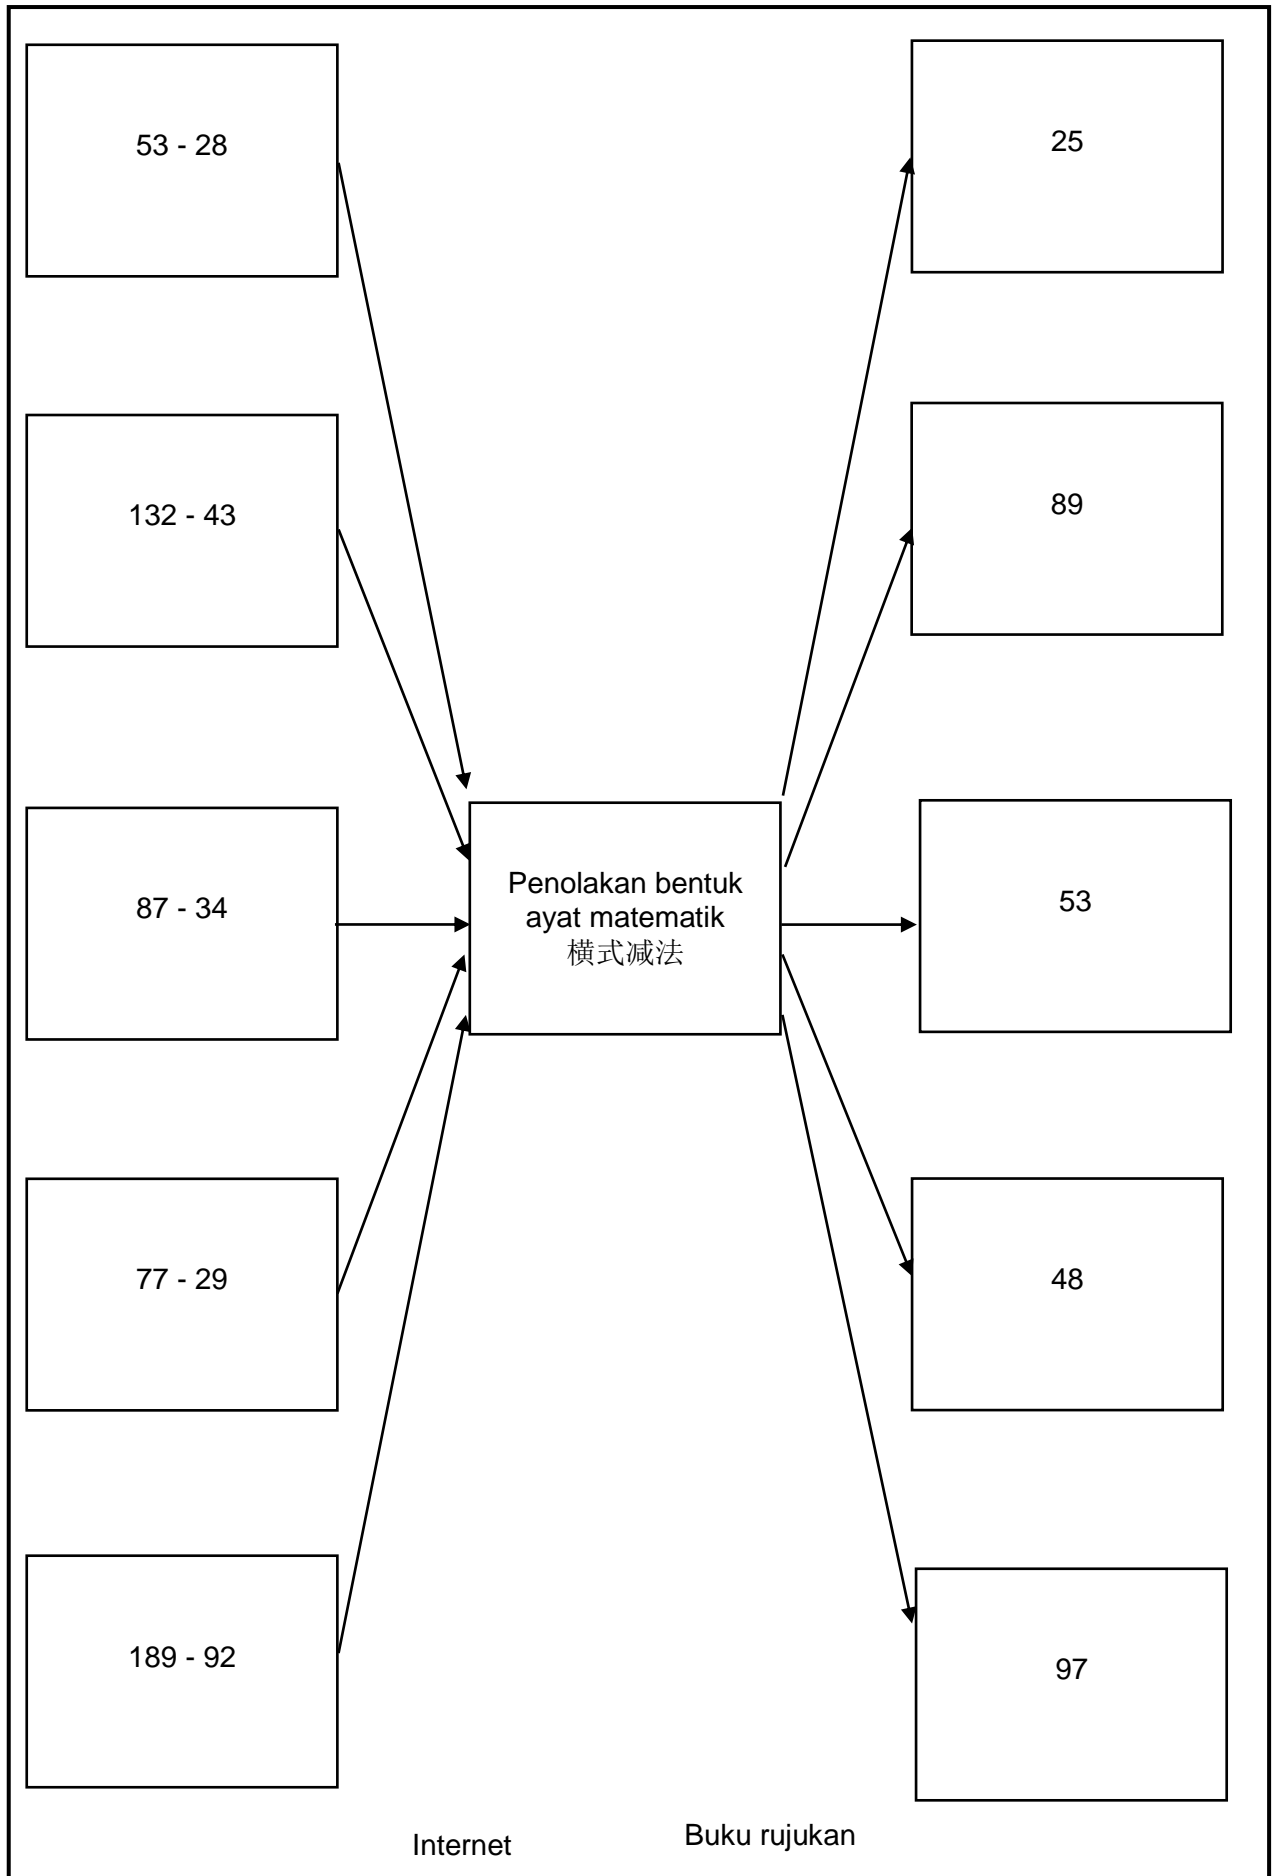 53 - 28
25
132 - 43
89
87 - 34
Penolakan bentuk
ayat matematik
横式减法
53
77 - 29
48
189 - 92
97
Internet
Buku rujukan